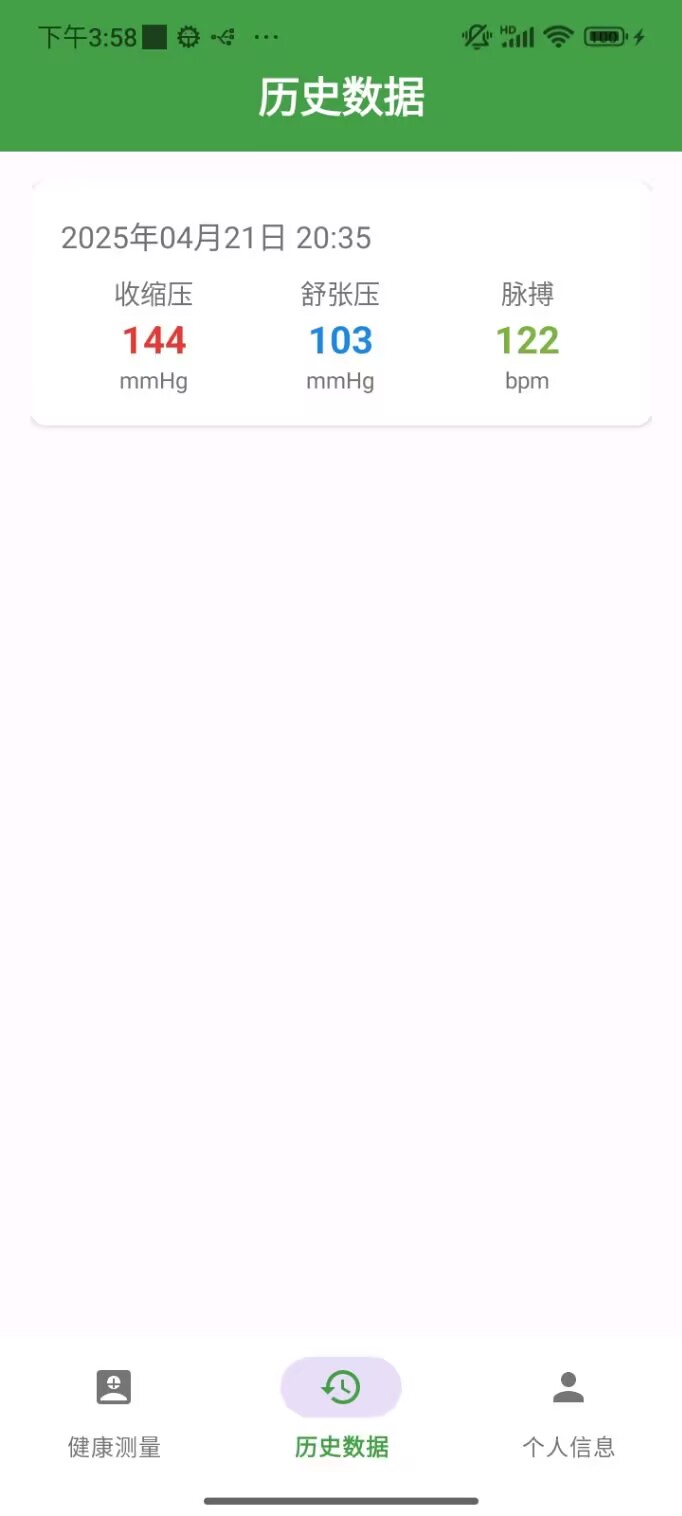 下午3:58
HD
100
历史数据
2025年04月21日 20:35
收缩压 舒张压 脉搏
144 103 122
mmHg mmHg bpm
健康测量 历史数据 个人信息